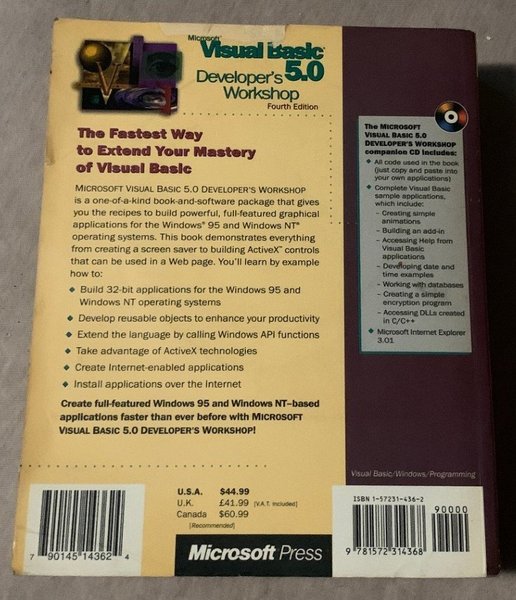 Microsoft®
Visual Basic®
5.0
Developer's
Workshop
Fourth Edition
The Fastest Way
to Extend Your Mastery
of Visual Basic
MICROSOFT VISUAL BASIC 5.0 DEVELOPER'S WORKSHOP
is a one-of-a-kind book-and-software package that gives
you the recipes to build powerful, full-featured graphical
applications for the Windows® 95 and Windows NT®
operating systems. This book demonstrates everything
from creating a screen saver to building ActiveX™ controls
that can be used in a Web page. You'll learn by example
how to:
◆ Build 32-bit applications for the Windows 95 and
Windows NT operating systems
◆ Develop reusable objects to enhance your productivity
◆ Extend the language by calling Windows API functions
◆ Take advantage of ActiveX technologies
◆ Create Internet-enabled applications
◆ Install applications over the Internet
Create full-featured Windows 95 and Windows NT–based
applications faster than ever before with MICROSOFT
VISUAL BASIC 5.0 DEVELOPER'S WORKSHOP!
The MICROSOFT
VISUAL BASIC 5.0
DEVELOPER'S WORKSHOP
companion CD includes:
◆ All code used in the book
(just copy and paste into
your own applications)
◆ Complete Visual Basic
sample applications,
which include:
– Creating simple
animations
– Building an add-in
– Accessing Help from
Visual Basic
applications
– Developing date and
time examples
– Working with databases
– Creating a simple
encryption program
– Accessing DLLs created
in C/C++
◆ Microsoft Internet Explorer
3.01
Visual Basic/Windows/Programming
U.S.A. $44.99
U.K. £41.99 [V.A.T. included]
Canada $60.99
[Recommended]
Microsoft Press
7 90145 14362 4
ISBN 1-57231-436-2
90000
9 781572 314368